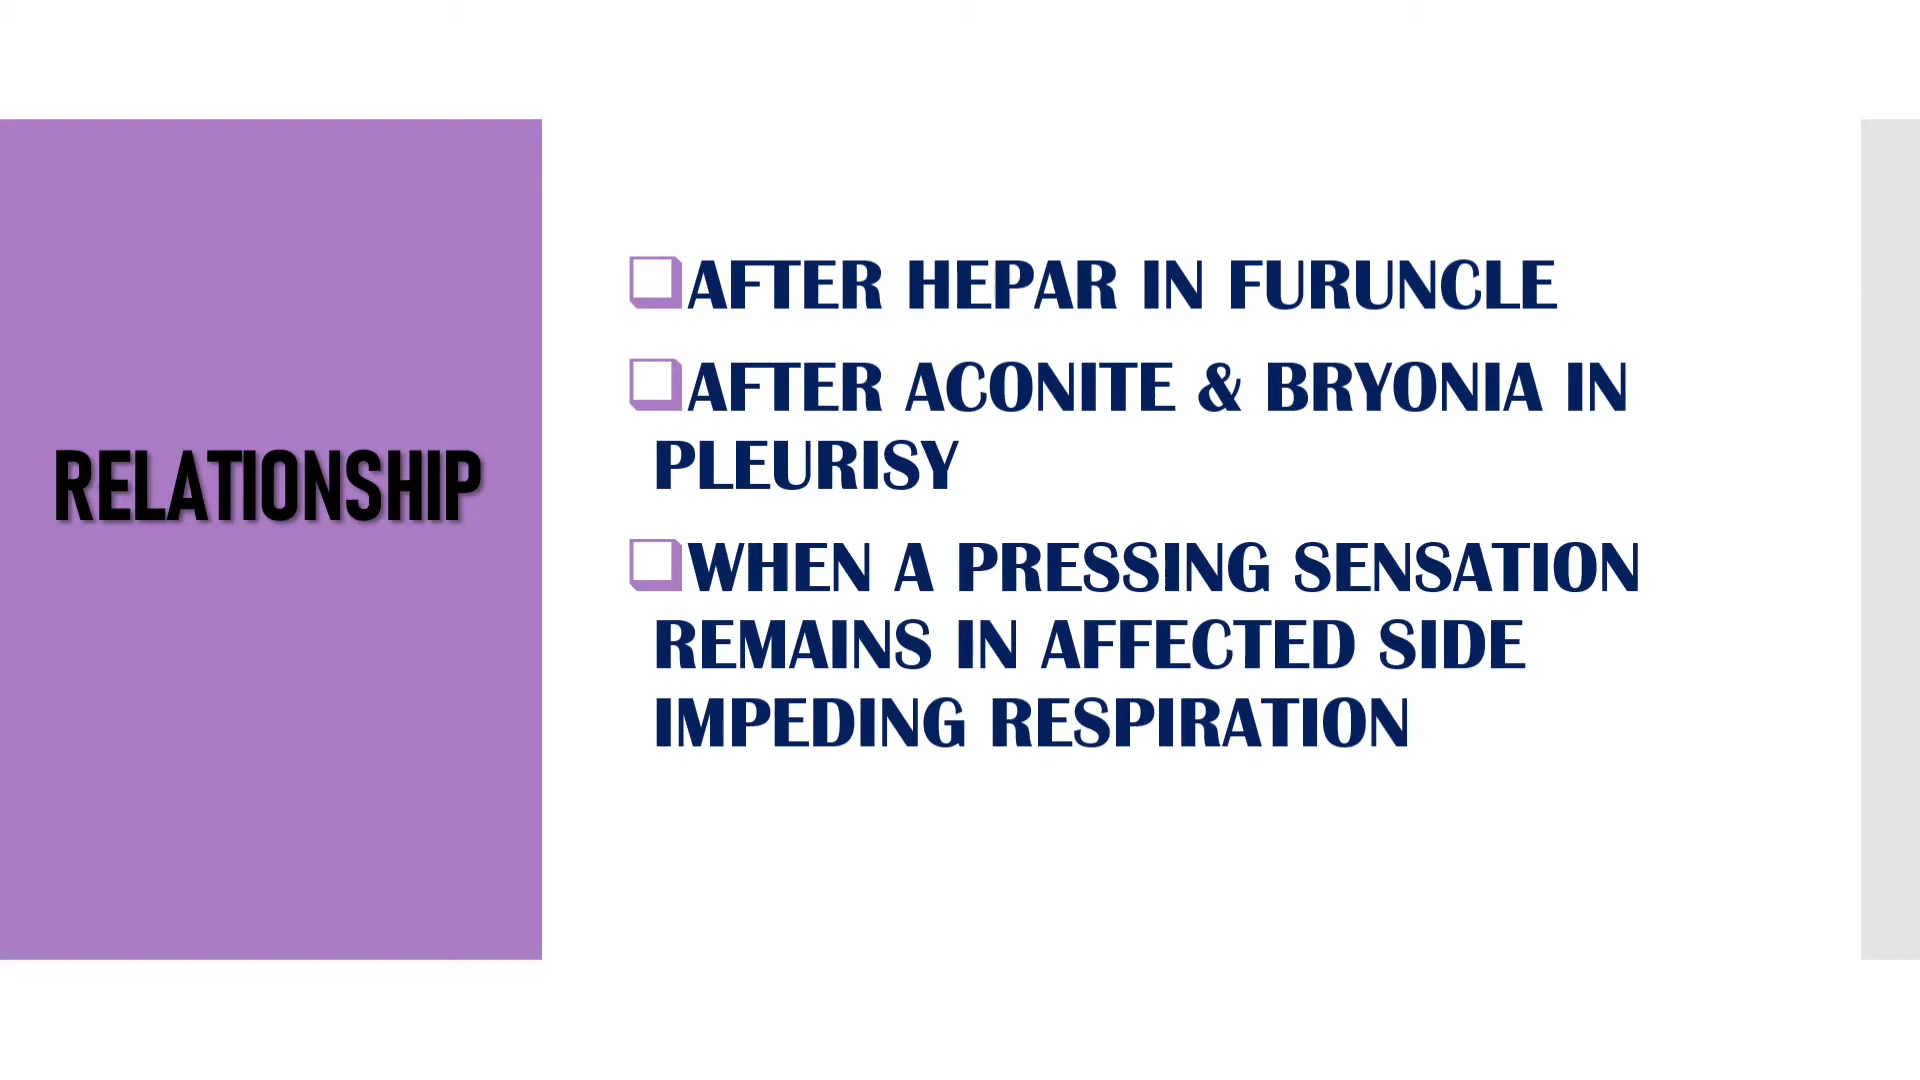 RELATIONSHIP
AFTER HEPAR IN FURUNCLE
AFTER ACONITE & BRYONIA IN
PLEURISY
WHEN A PRESSING SENSATION
REMAINS IN AFFECTED SIDE
IMPEDING RESPIRATION